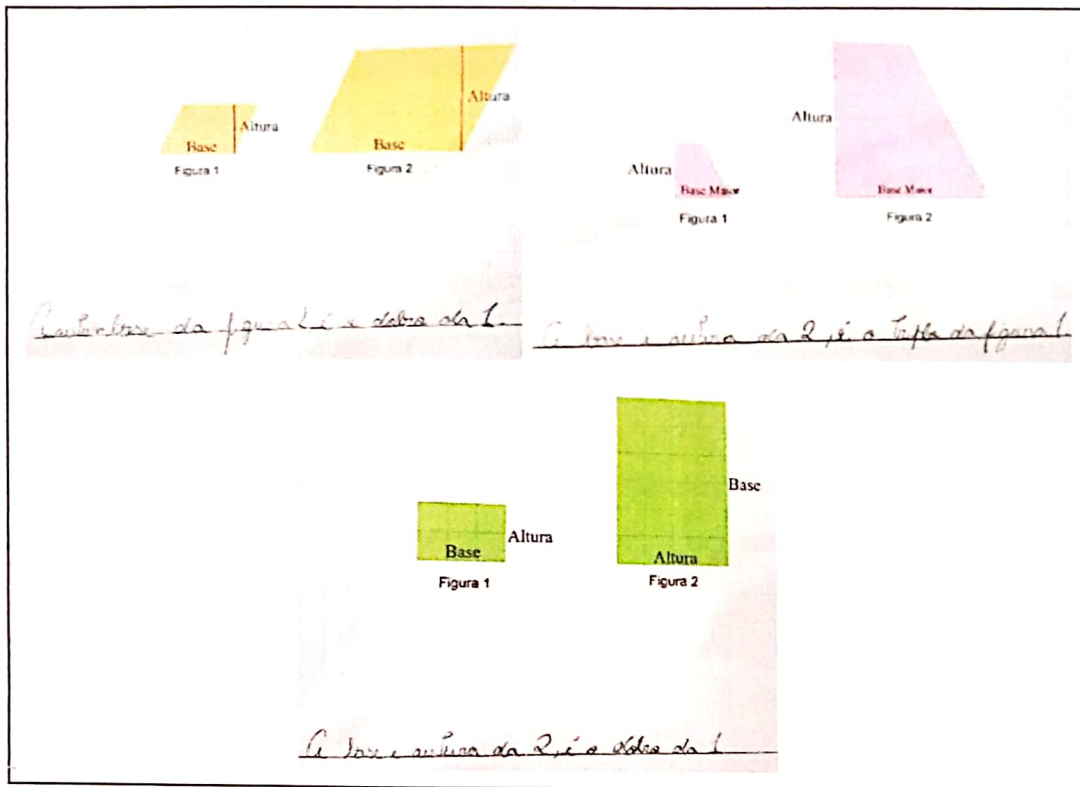 Base
Altura
Figura 1
Base
Altura
Figura 2
da figura 2 é o dobro da 1.
Altura
Base Maior
Figura 1
Altura
Base Maior
Figura 2
A base e altura da 2, é o triplo da figura 1.
Base
Altura
Figura 1
Base
Altura
Figura 2
A base e altura da 2, é o dobro da 1